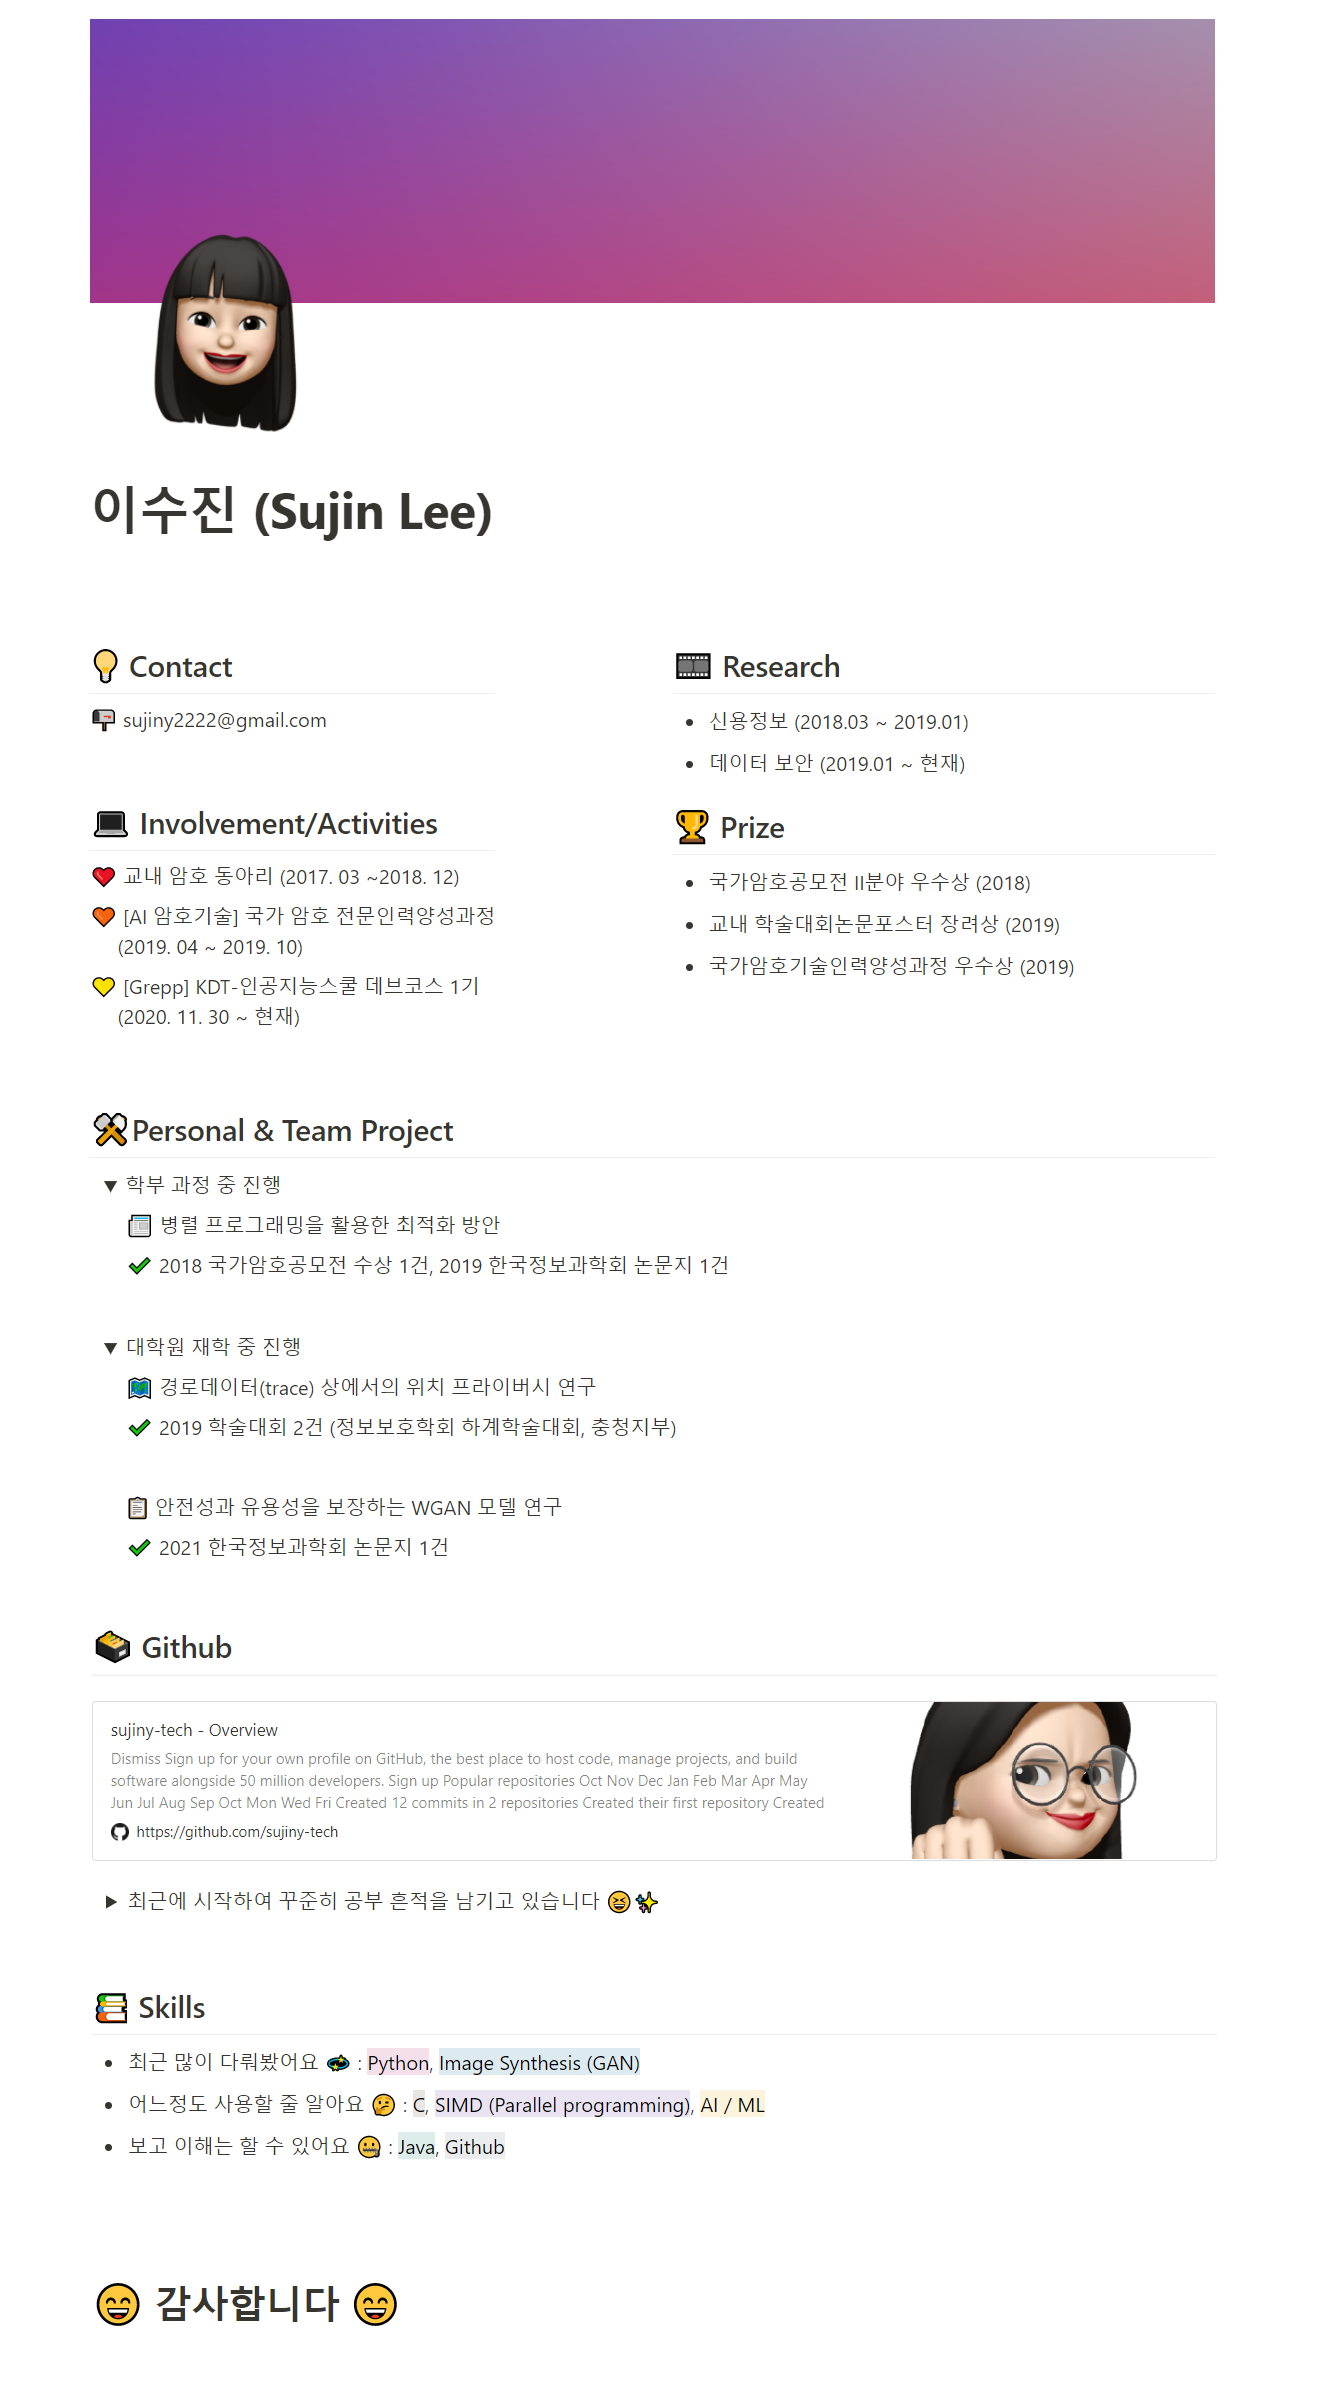 이수진 (Sujin Lee)
Contact
sujiny2222@gmail.com
Involvement/Activities
교내 암호 동아리 (2017. 03 ~2018. 12)
[AI 암호기술] 국가 암호 전문인력양성과정
(2019. 04 ~ 2019. 10)
[Grepp] KDT-인공지능스쿨 데브코스 1기
(2020. 11. 30 ~ 현재)
Research
신용정보 (2018.03 ~ 2019.01)
데이터 보안 (2019.01 ~ 현재)
Prize
국가암호공모전 II분야 우수상 (2018)
교내 학술대회논문포스터 장려상 (2019)
국가암호기술인력양성과정 우수상 (2019)
Personal & Team Project
학부 과정 중 진행
병렬 프로그래밍을 활용한 최적화 방안
2018 국가암호공모전 수상 1건, 2019 한국정보과학회 논문지 1건
대학원 재학 중 진행
경로데이터(trace) 상에서의 위치 프라이버시 연구
2019 학술대회 2건 (정보보호학회 하계학술대회, 충청지부)
안전성과 유용성을 보장하는 WGAN 모델 연구
2021 한국정보과학회 논문지 1건
Github
sujiny-tech - Overview
Dismiss Sign up for your own profile on GitHub, the best place to host code, manage projects, and build
software alongside 50 million developers. Sign up Popular repositories Oct Nov Dec Jan Feb Mar Apr May
Jun Jul Aug Sep Oct Mon Wed Fri Created 12 commits in 2 repositories Created their first repository Created
https://github.com/sujiny-tech
최근에 시작하여 꾸준히 공부 흔적을 남기고 있습니다 😆✨
Skills
최근 많이 다뤄봤어요 💫 : Python, Image Synthesis (GAN)
어느정도 사용할 줄 알아요 🤔 : C, SIMD (Parallel programming), AI / ML
보고 이해는 할 수 있어요 🤐 : Java, Github
😄 감사합니다 😄